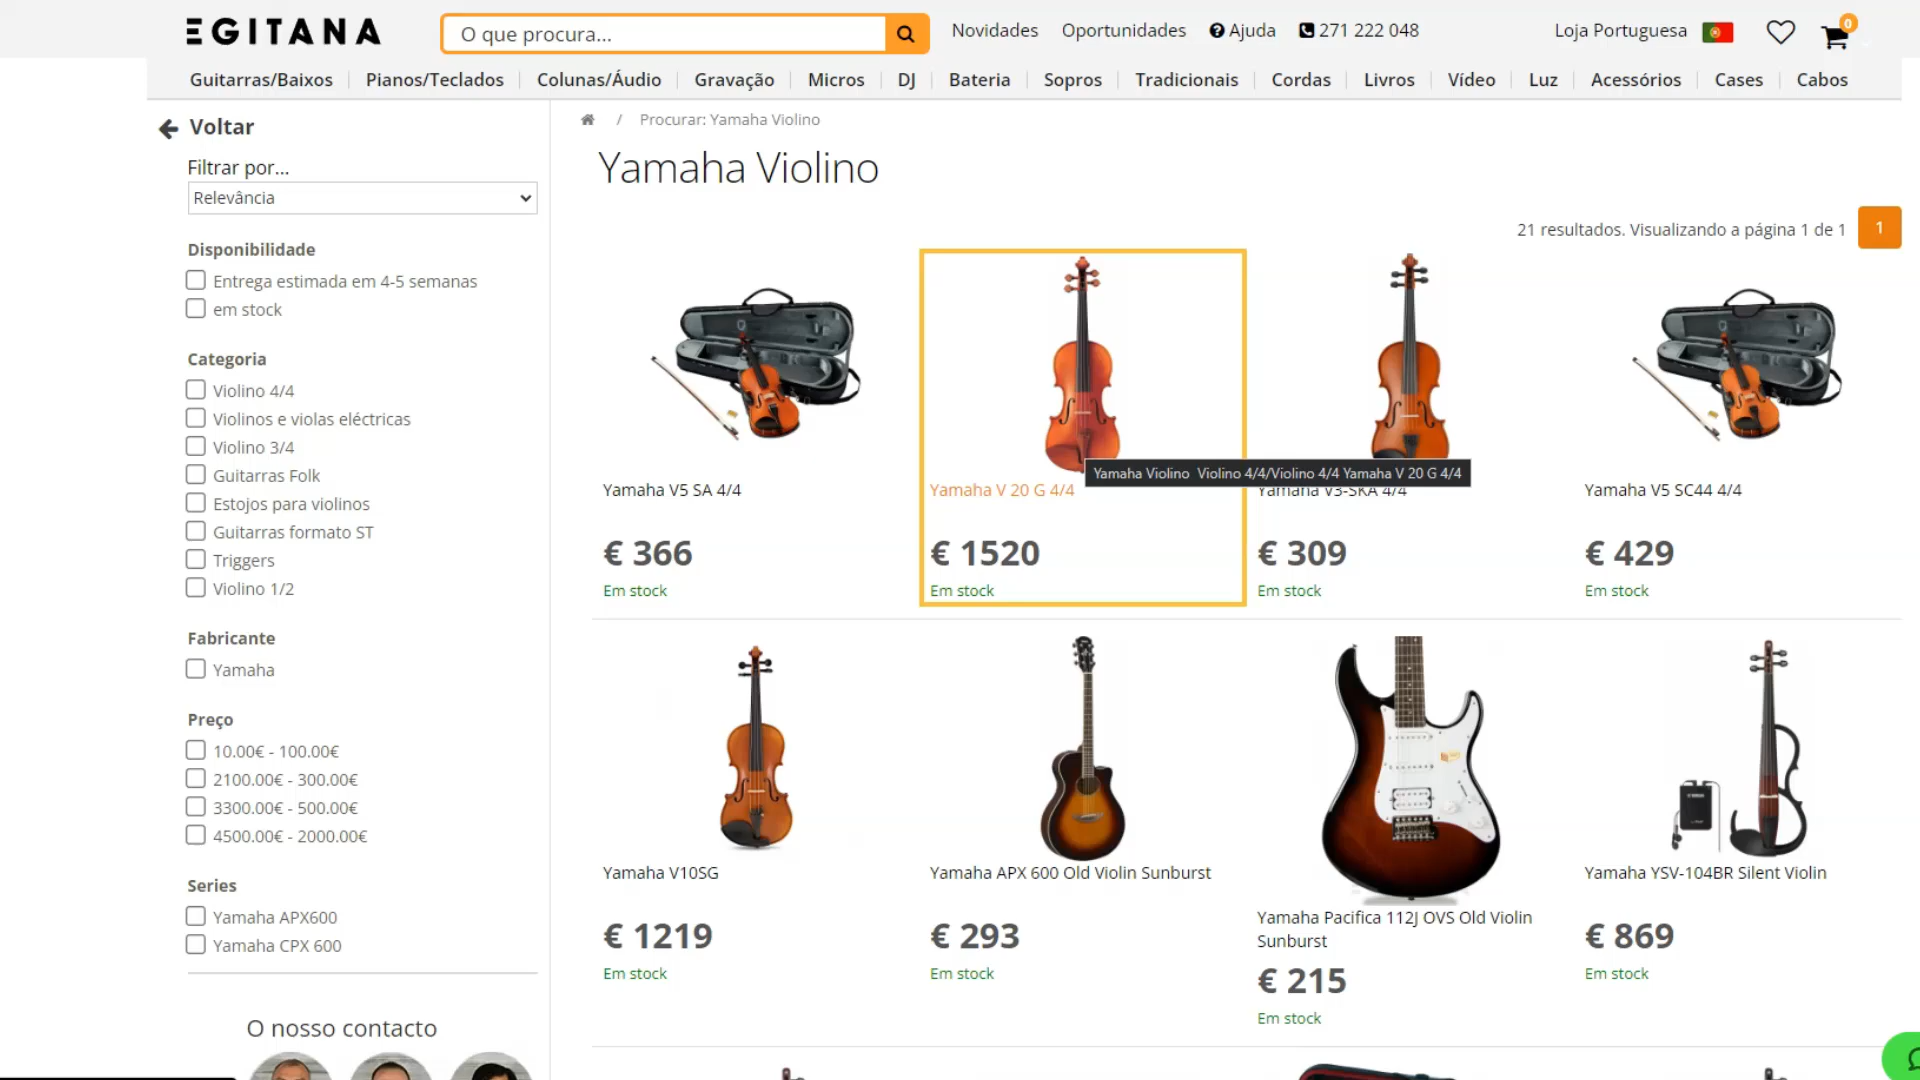 EGITANA
O que procura...
Novidades
Oportunidades
Ajuda
271 222 048
Loja Portuguesa
0
Guitarras/Baixos
Pianos/Teclados
Colunas/Áudio
Gravação
Micros
DJ
Bateria
Sopros
Tradicionais
Cordas
Livros
Vídeo
Luz
Acessórios
Cases
Cabos
Voltar
Filtrar por...
Relevância
Disponibilidade
Entrega estimada em 4-5 semanas
em stock
Categoria
Violino 4/4
Violinos e violas eléctricas
Violino 3/4
Guitarras Folk
Estojos para violinos
Guitarras formato ST
Triggers
Violino 1/2
Fabricante
Yamaha
Preço
10.00€ - 100.00€
2100.00€ - 300.00€
3300.00€ - 500.00€
4500.00€ - 2000.00€
Series
Yamaha APX600
Yamaha CPX 600
O nosso contacto
/ Procurar: Yamaha Violino
Yamaha Violino
21 resultados. Visualizando a página 1 de 1
1
Yamaha V5 SA 4/4
€ 366
Em stock
Yamaha V 20 G 4/4
€ 1520
Em stock
Yamaha Violino Violino 4/4/Violino 4/4 Yamaha V 20 G 4/4
Yamaha V3-SKA 4/4
€ 309
Em stock
Yamaha V5 SC44 4/4
€ 429
Em stock
Yamaha V10SG
€ 1219
Em stock
Yamaha APX 600 Old Violin Sunburst
€ 293
Em stock
Yamaha Pacifica 112J OVS Old Violin
Sunburst
€ 215
Em stock
Yamaha YSV-104BR Silent Violin
€ 869
Em stock